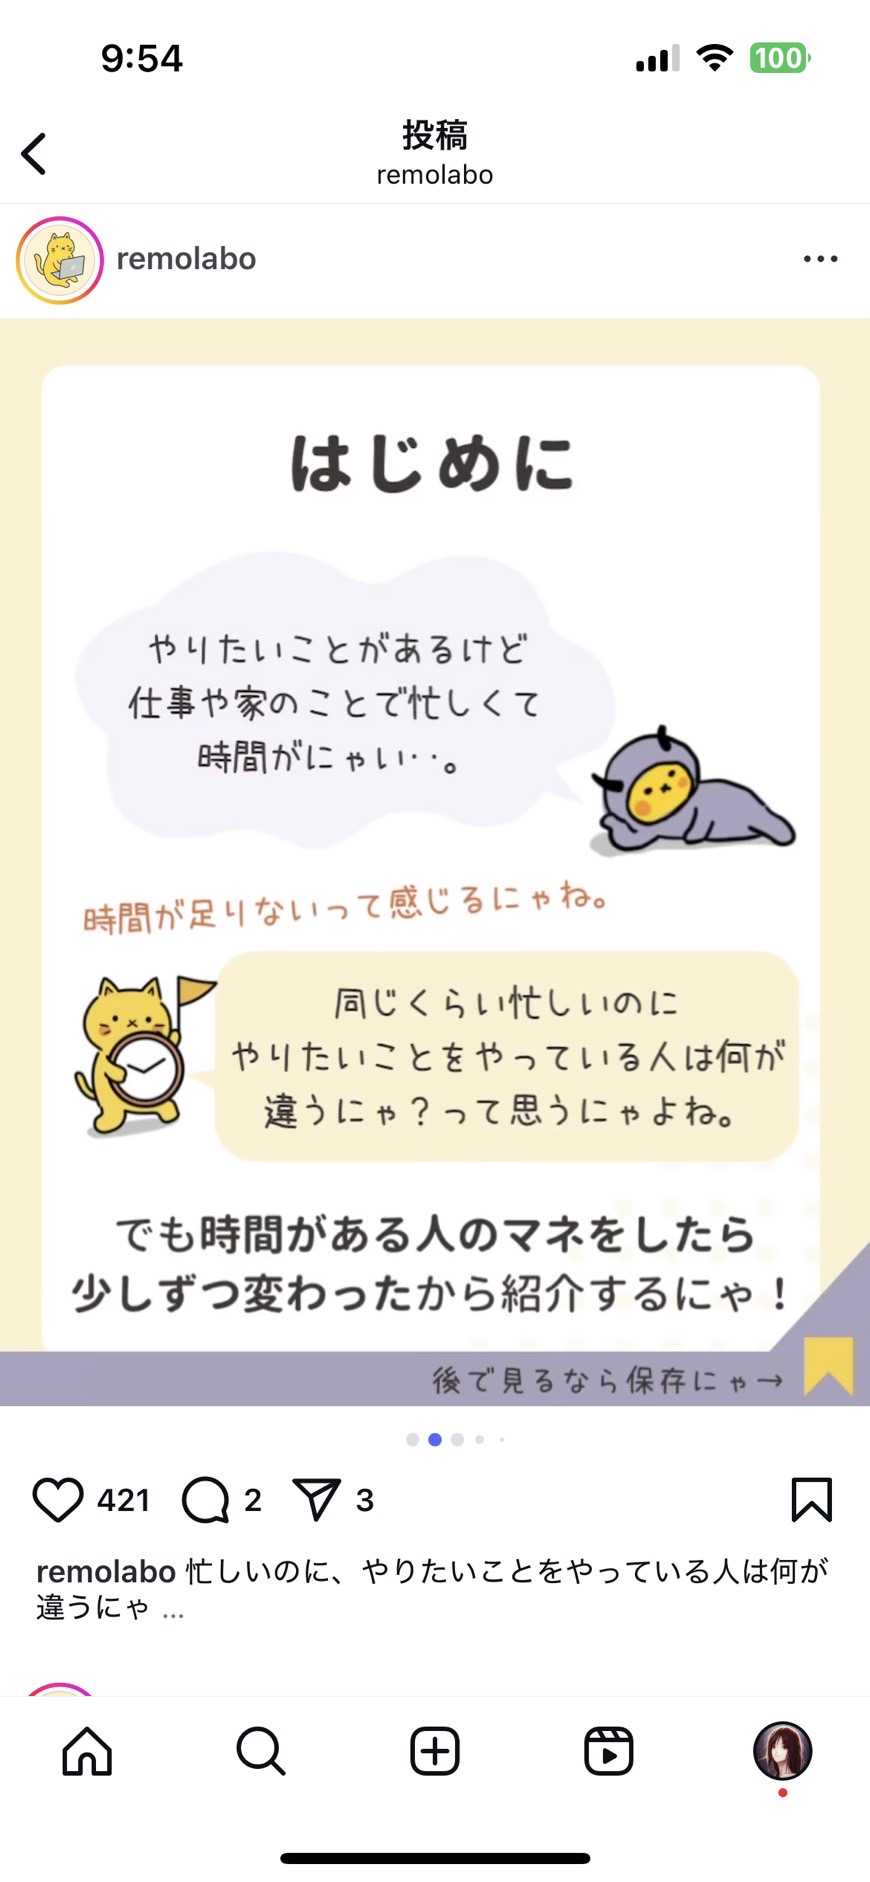 9:54
100
投稿
remolabo
remolabo
はじめに
やりたいことがあるけど
仕事や家のことで忙しくて
時間がにゃい‥。
時間が足りないって感じるにゃね。
同じくらい忙しいのに
やりたいことをやっている人は何が
違うにゃ？って思うにゃよね。
でも時間がある人のマネをしたら
少しずつ変わったから紹介するにゃ！
後で見るなら保存にゃ→
421 2 3
remolabo 忙しいのに、やりたいことをやっている人は何が
違うにゃ ...